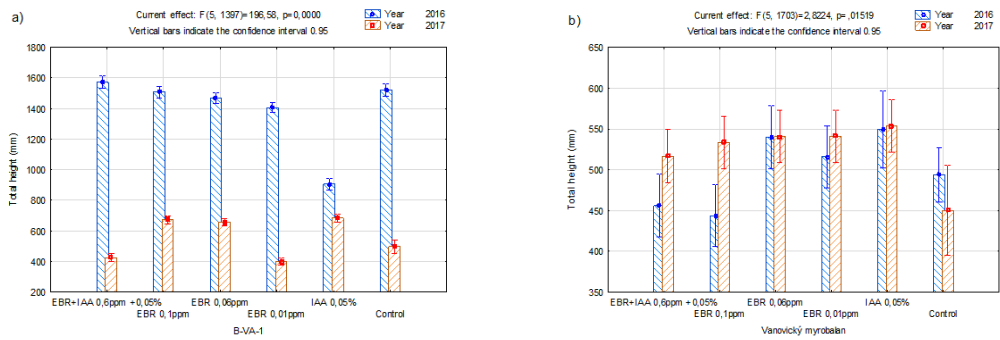 a)
Current effect: F(5, 1397)=196,58, p=0,0000
Vertical bars indicate the confidence interval 0.95
Year 2016
Year 2017
Total height (mm)
1800
1600
1400
1200
1000
800
600
400
200
EBR+IAA 0,6ppm +0,05%
EBR 0,1ppm
EBR 0,06ppm
EBR 0,01ppm
IAA 0,05%
Control
B-VA-1
b)
Current effect: F(5, 1703)=2,8224, p=,01519
Vertical bars indicate the confidence interval 0.95
Year 2016
Year 2017
Total height (mm)
650
600
550
500
450
400
350
EBR+IAA 0,6ppm +0,05%
EBR 0,1ppm
EBR 0,06ppm
EBR 0,01ppm
IAA 0,05%
Control
Vanovický myrobalan